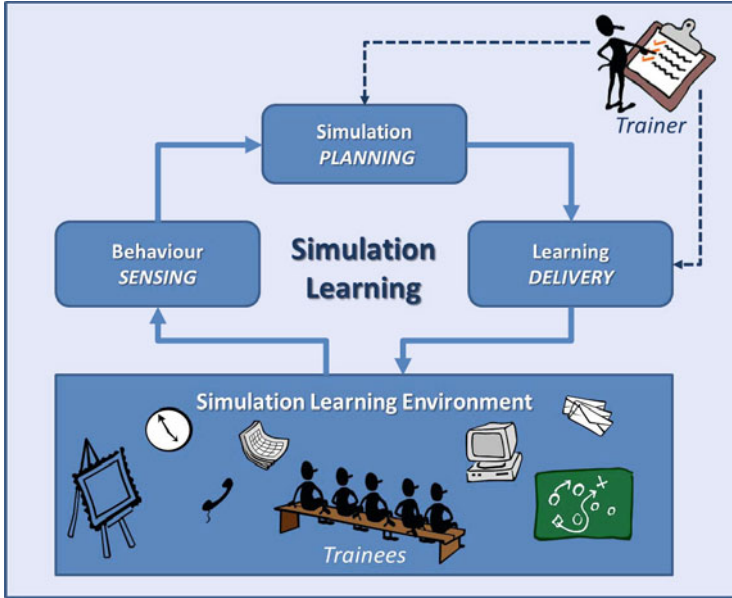 Trainer
Simulation
PLANNING
Behaviour
SENSING
Simulation
Learning
Learning
DELIVERY
Simulation Learning Environment
Trainees